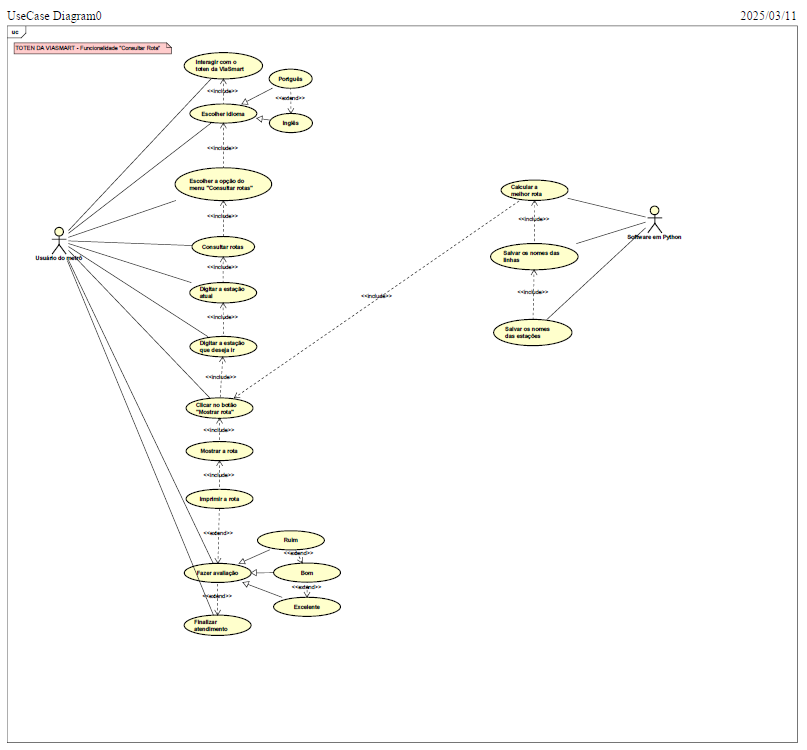 UseCase Diagram0
2025/03/11
uc
TOTEN DA VIASMART - Funcionalidade "Consultar Rota"
Interagir com o
toten da ViaSmart
<<include>>
Portguês
<<extend>>
Escolher Idioma
Inglês
<<include>>
Escolher a opção do
menu "Consultar rotas"
Calcular a
melhor rota
<<include>>
<<include>>
Usuário do metrô
Software em Python
Consultar rotas
Salvar os nomes das
linhas
<<include>>
Digitar a estação
atual
<<include>>
<<include>>
<<include>>
Salvar os nomes
das estações
Digitar a estação
que deseja ir
<<include>>
Clicar no botão
"Mostrar rota"
<<include>>
Mostrar a rota
<<include>>
Imprimir a rota
<<extend>>
Ruim
<<extend>>
Fazer avaliação
Bom
<<extend>>
<<extend>>
Excelente
Finalizar
atendimento